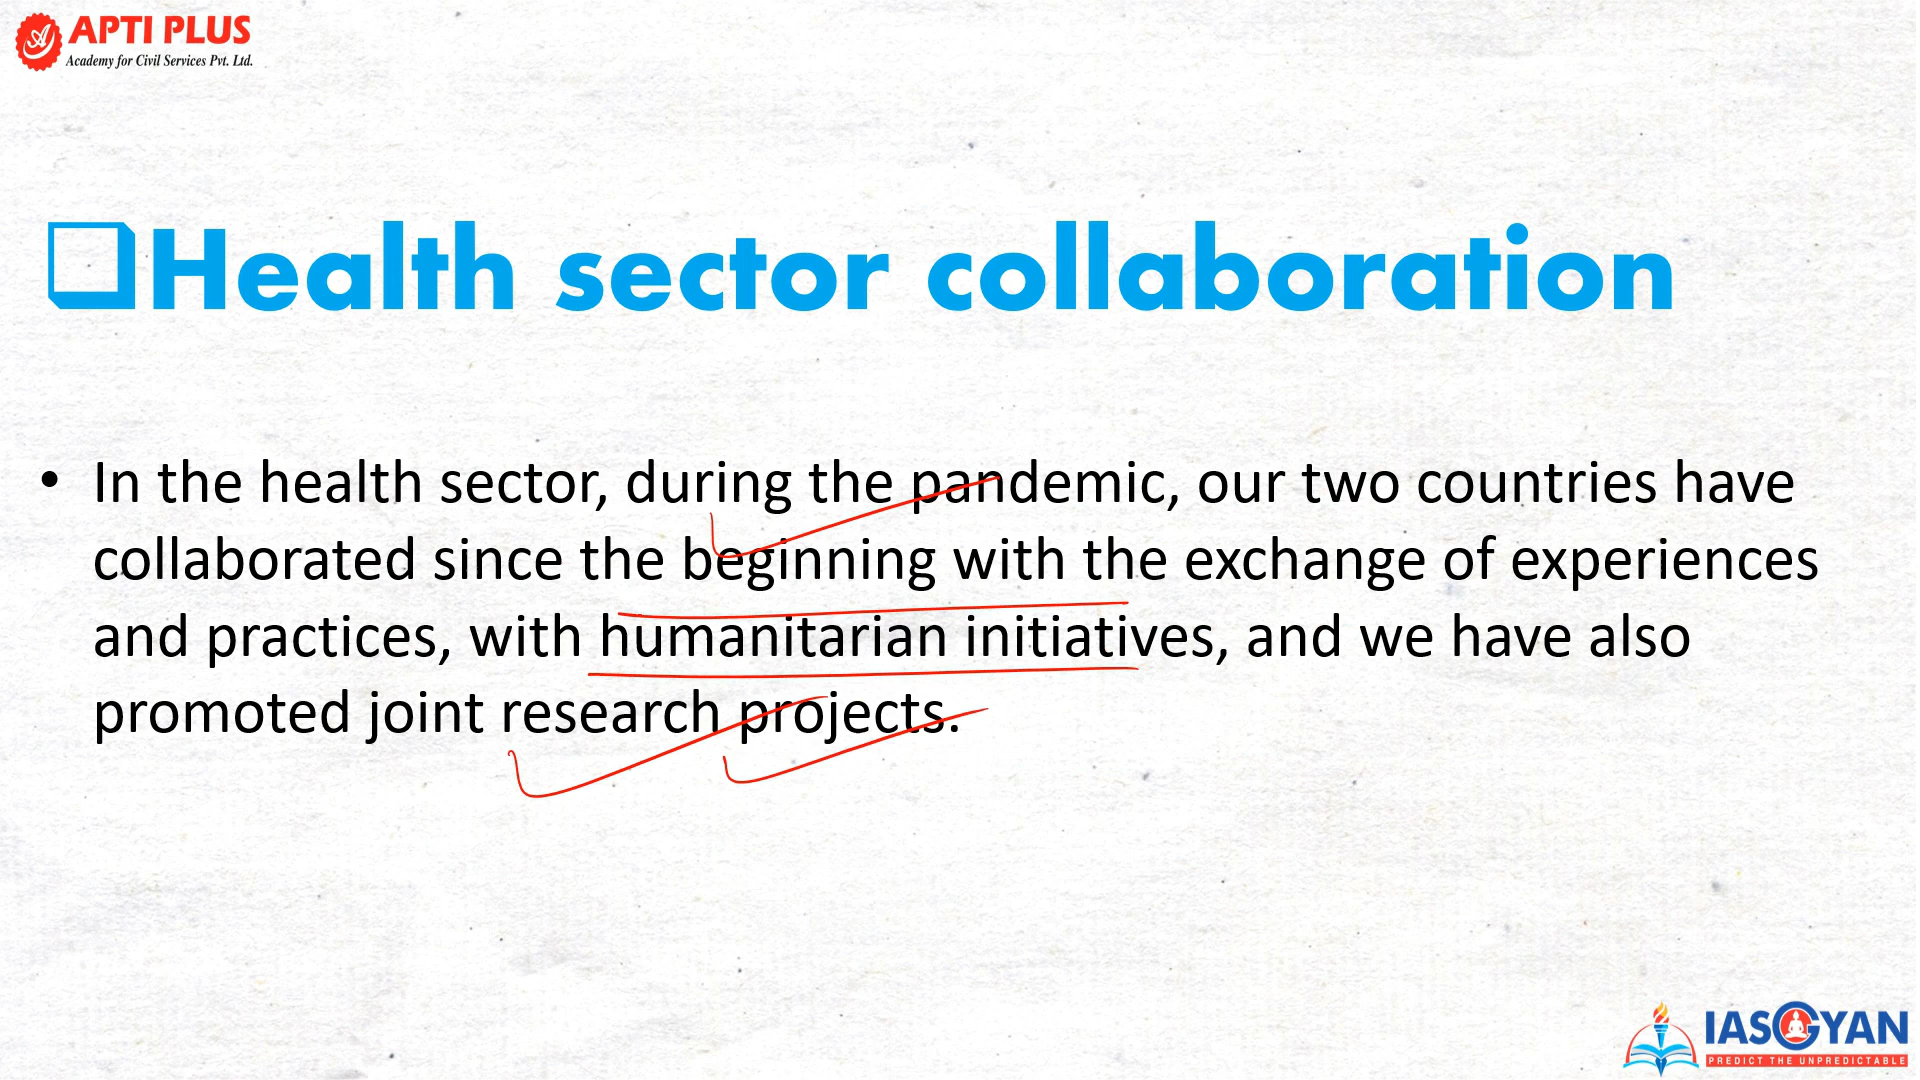 APTI PLUS
Academy for Civil Services Pvt. Ltd.
❑Health sector collaboration
• In the health sector, during the pandemic, our two countries have
collaborated since the beginning with the exchange of experiences
and practices, with humanitarian initiatives, and we have also
promoted joint research projects.
IASGYAN
PREDICT THE UNPREDICTABLE